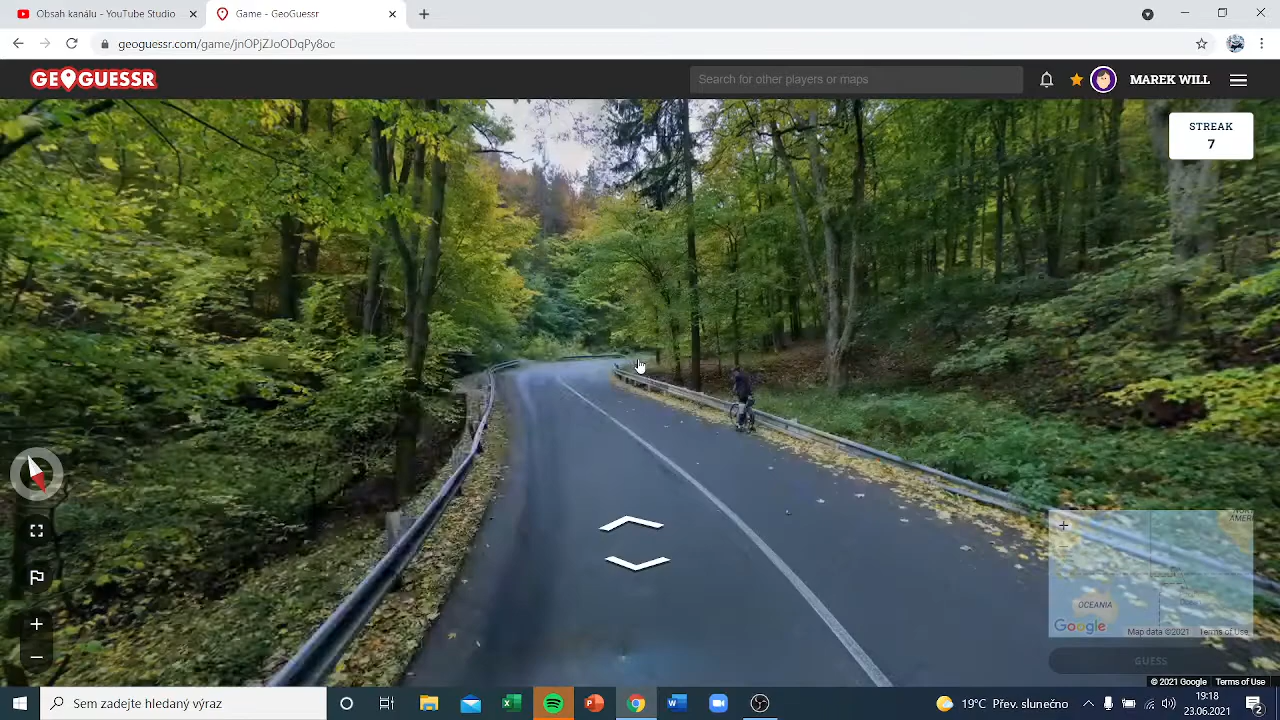 Obsah kanálu - YouTube Studio
Game - GeoGuessr
geoguessr.com/game/jnOPjZJoODqPy8oc
GEOGUESSR
Search for other players or maps
MAREK WILL
STREAK
7
OCEANIA
Google
Map data ©2021 Terms of Use
GUESS
© 2021 Google Terms of Use
Sem zadejte hledaný výraz
19°C Přev. slunečno
19:18
23.06.2021
2